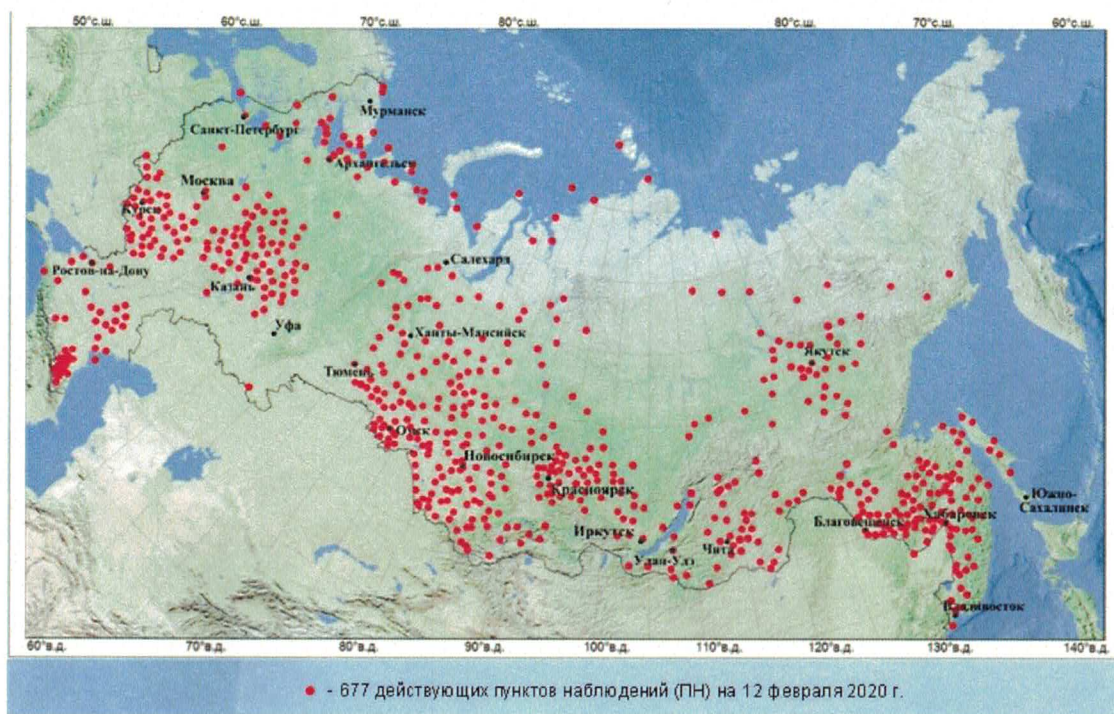 50°с.ш. 60°с.ш. 70°с.ш. 80°с.ш. 80°с.ш. 70°с.ш. 60°с.ш.
Мурманск
Санкт-Петербург
Архангельск
Москва
Курск
Салехард
Ростов-на-Дону
Казань
Уфа
Ханты-Мансийск
Якутск
Тюмень
Омск
Новосибирск
Красноярск
Южно-
Сахалинск
Благовещенск
Хабаровск
Иркутск
Чита
Улан-Удэ
Владивосток
60°в.д. 70°в.д. 80°в.д. 90°в.д. 100°в.д. 110°в.д. 120°в.д. 130°в.д. 140°в.д.
- 677 действующих пунктов наблюдений (ПН) на 12 февраля 2020 г.